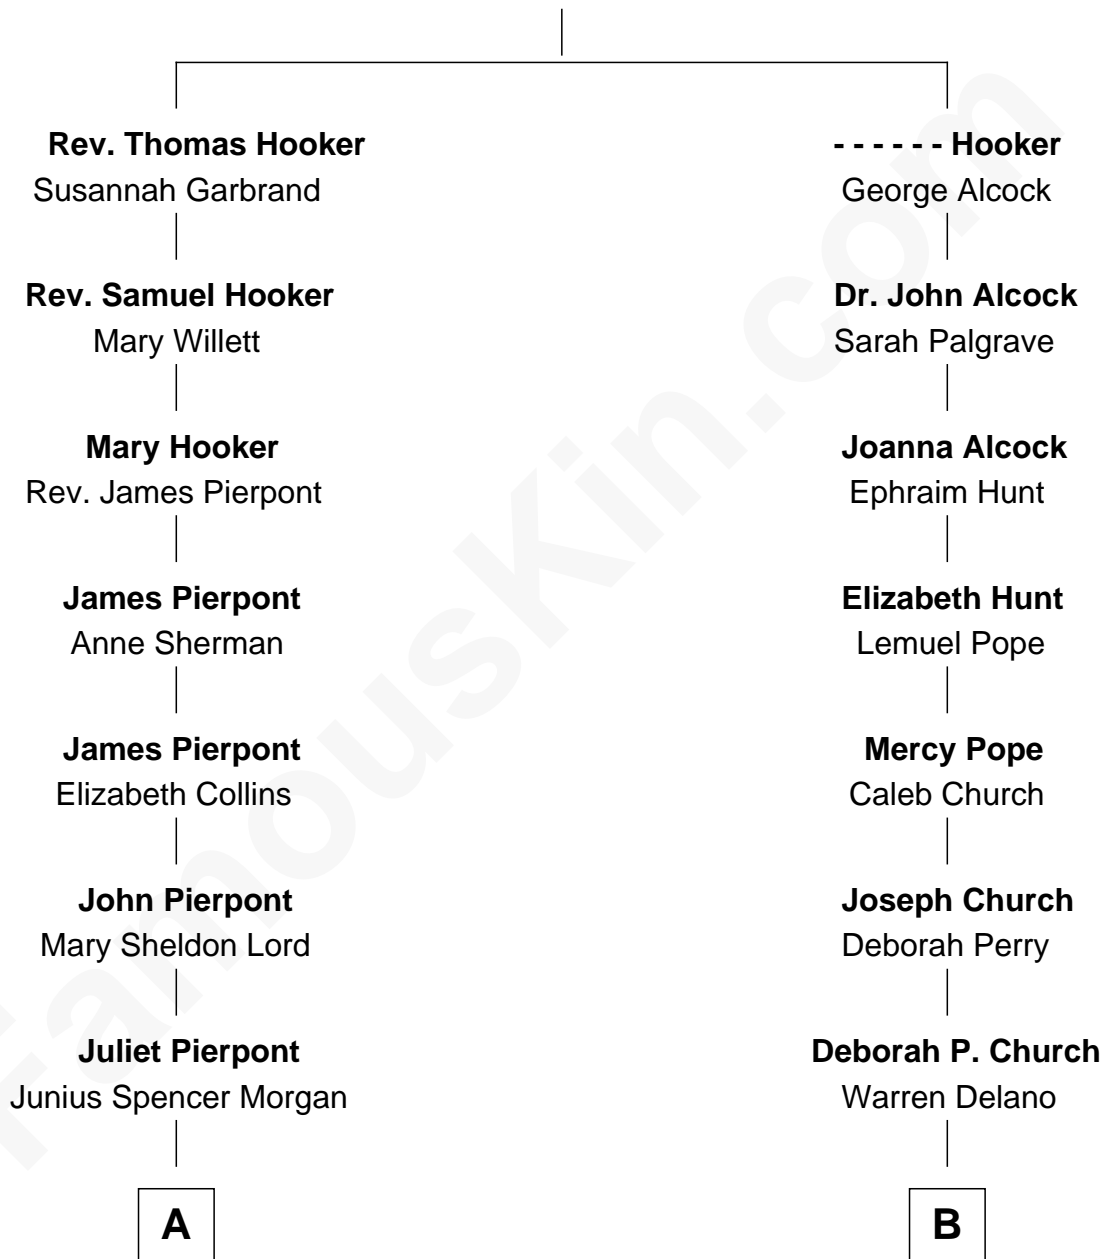 Rev. Thomas Hooker
Susannah Garbrand
Rev. Samuel Hooker
Mary Willett
Mary Hooker
Rev. James Pierpont
James Pierpont
Anne Sherman
James Pierpont
Elizabeth Collins
John Pierpont
Mary Sheldon Lord
Juliet Pierpont
Junius Spencer Morgan
A
- - - - - - Hooker
George Alcock
Dr. John Alcock
Sarah Palgrave
Joanna Alcock
Ephraim Hunt
Elizabeth Hunt
Lemuel Pope
Mercy Pope
Caleb Church
Joseph Church
Deborah Perry
Deborah P. Church
Warren Delano
B
FamousKin.com